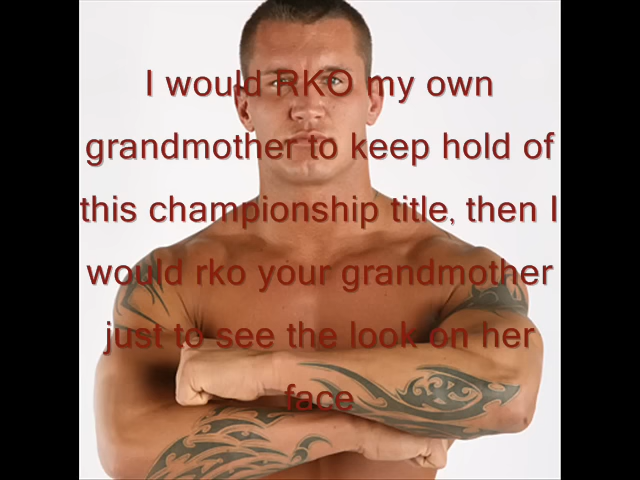 I would RKO my own
grandmother to keep hold of
this championship title, then I
would rko your grandmother
just to see the look on her
face